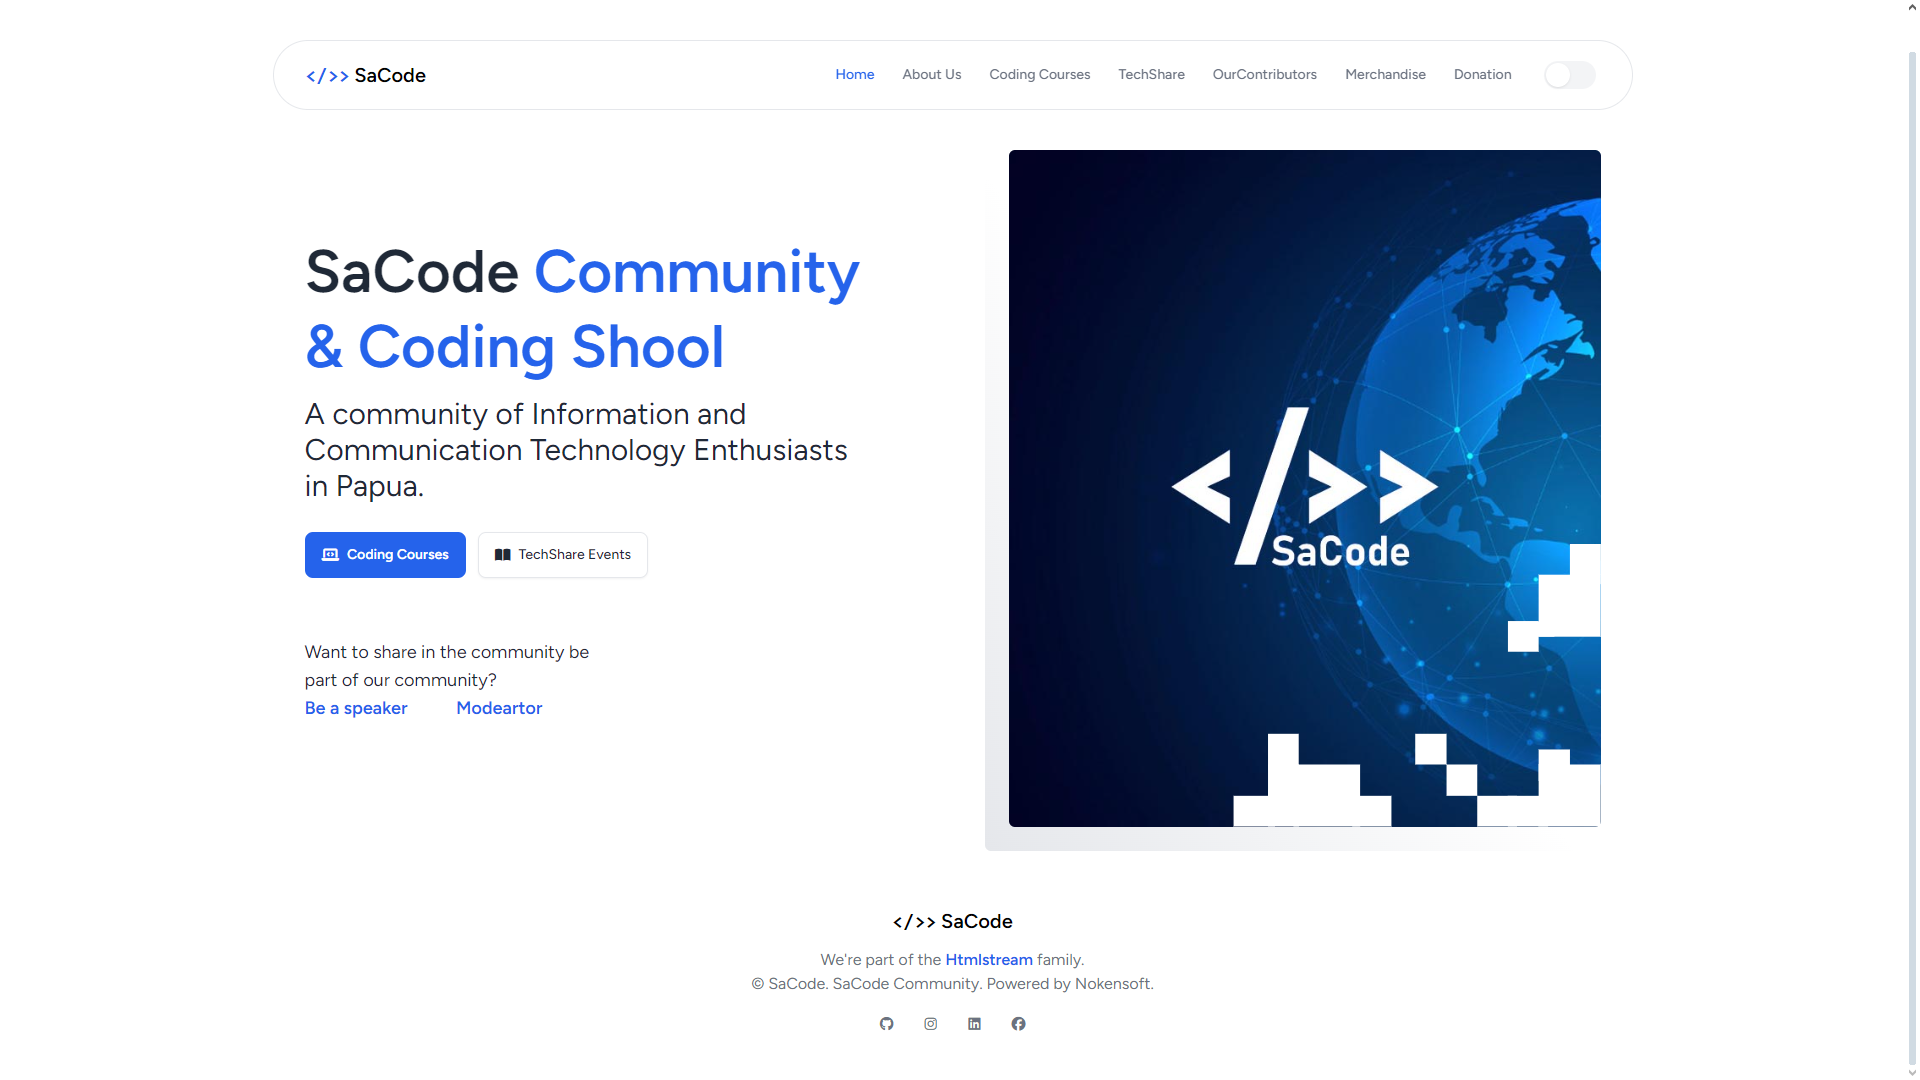 </>> SaCode
Home
About Us
Coding Courses
TechShare
OurContributors
Merchandise
Donation
SaCode Community
& Coding Shool
A community of Information and
Communication Technology Enthusiasts
in Papua.
Coding Courses
TechShare Events
Want to share in the community be
part of our community?
Be a speaker
Modeartor
</>>
SaCode
</>> SaCode
We're part of the Htmlstream family.
© SaCode. SaCode Community. Powered by Nokensoft.